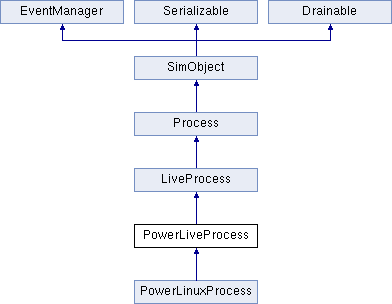 EventManager Serializable Drainable
SimObject
Process
LiveProcess
PowerLiveProcess
PowerLinuxProcess